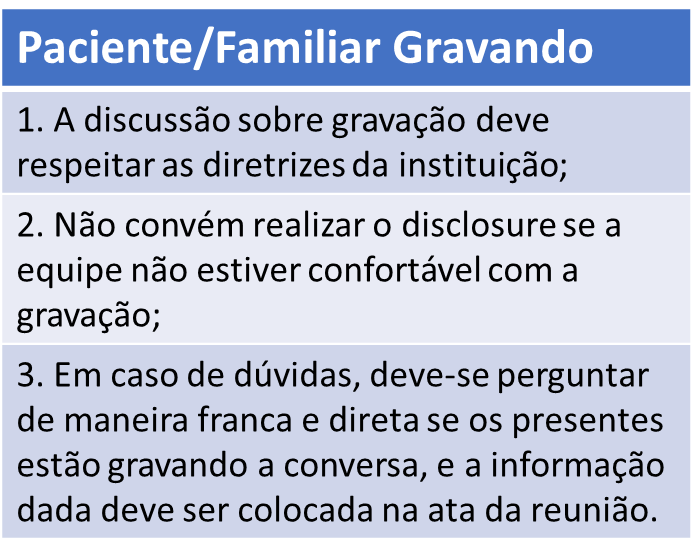 Paciente/Familiar Gravando
1. A discussão sobre gravação deve
respeitar as diretrizes da instituição;
2. Não convém realizar o disclosure se a
equipe não estiver confortável com a
gravação;
3. Em caso de dúvidas, deve-se perguntar
de maneira franca e direta se os presentes
estão gravando a conversa, e a informação
dada deve ser colocada na ata da reunião.